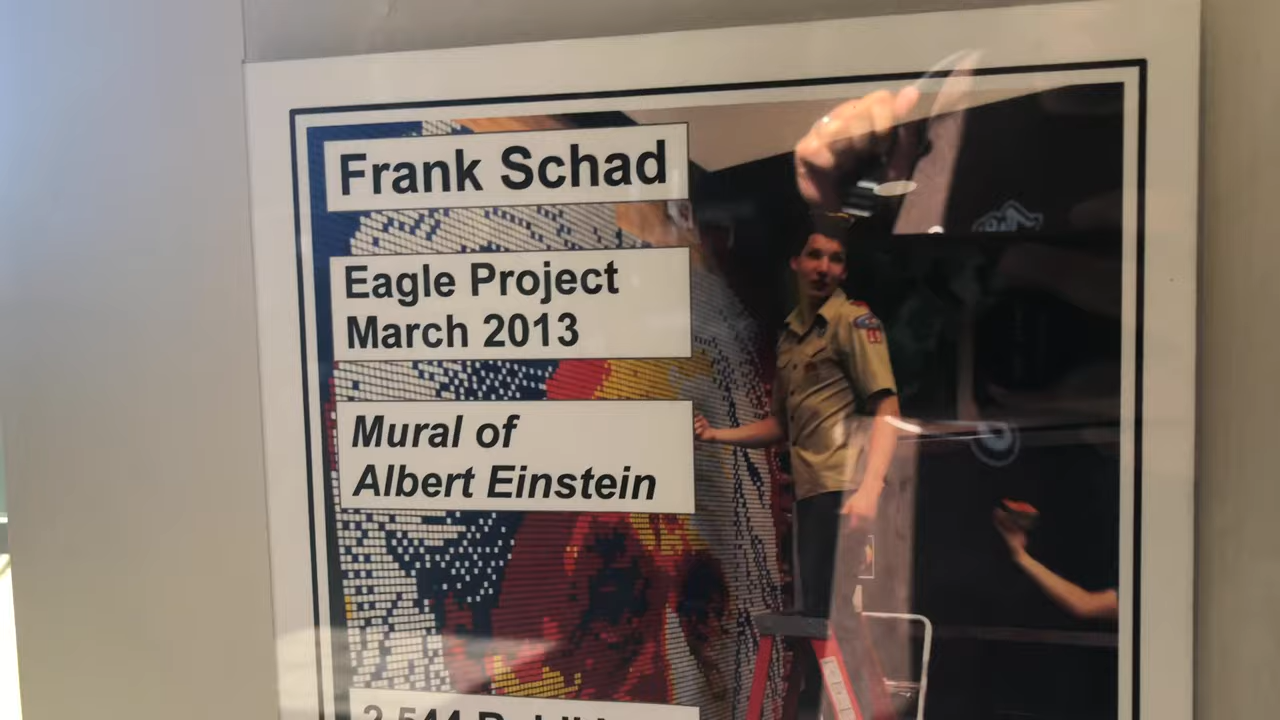 Frank Schad
Eagle Project
March 2013
Mural of
Albert Einstein